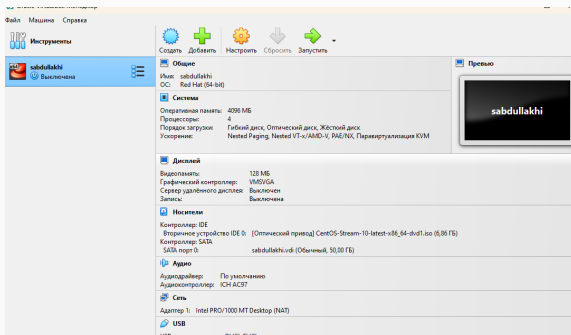 Файл Машина Справка
Инструменты
Создать Добавить Настроить Сбросить Запустить
sabdullakhi
Выключена
Общие
Имя: sabdullakhi
ОС: Red Hat (64-bit)
Превью
sabdullakhi
Система
Оперативная память: 4096 МБ
Процессоры: 4
Порядок загрузки: Гибкий диск, Оптический диск, Жёсткий диск
Ускорение: Nested Paging, Nested VT-x/AMD-V, PAE/NX, Паравиртуализация KVM
Дисплей
Видеопамять: 128 МБ
Графический контроллер: VMSVGA
Сервер удалённого дисплея: Выключен
Запись: Выключена
Носители
Контроллер: IDE
Вторичное устройство IDE 0: [Оптический привод] CentOS-Stream-10-latest-x86_64-dvd1.iso (6,86 ГБ)
Контроллер: SATA
SATA порт 0: sabdullakhi.vdi (Обычный, 50,00 ГБ)
Аудио
Аудиодрайвер: По умолчанию
Аудиоконтроллер: ICH AC97
Сеть
Адаптер 1: Intel PRO/1000 MT Desktop (NAT)
USB